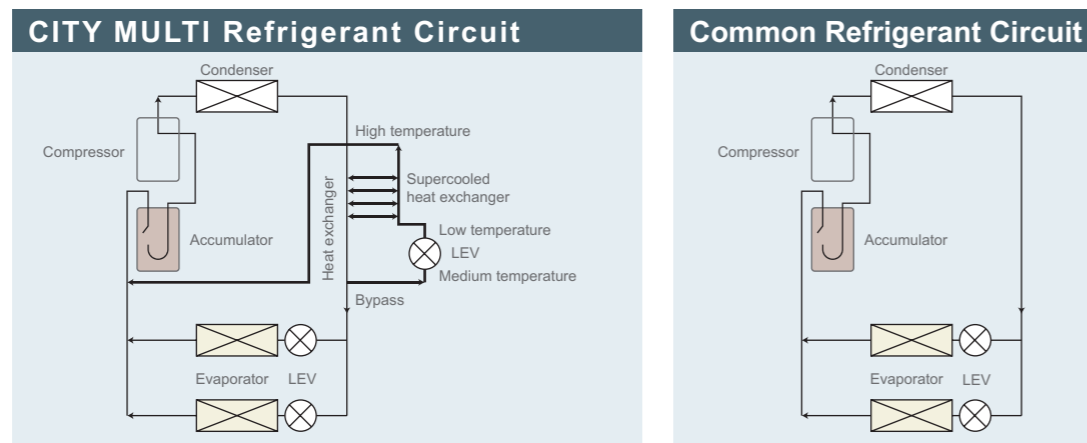 CITY MULTI Refrigerant Circuit
Condenser
High temperature
Compressor
Supercooled
heat exchanger
Heat exchanger
Low temperature
Accumulator
LEV
Medium temperature
Bypass
Evaporator LEV
Common Refrigerant Circuit
Condenser
Compressor
Accumulator
Evaporator LEV